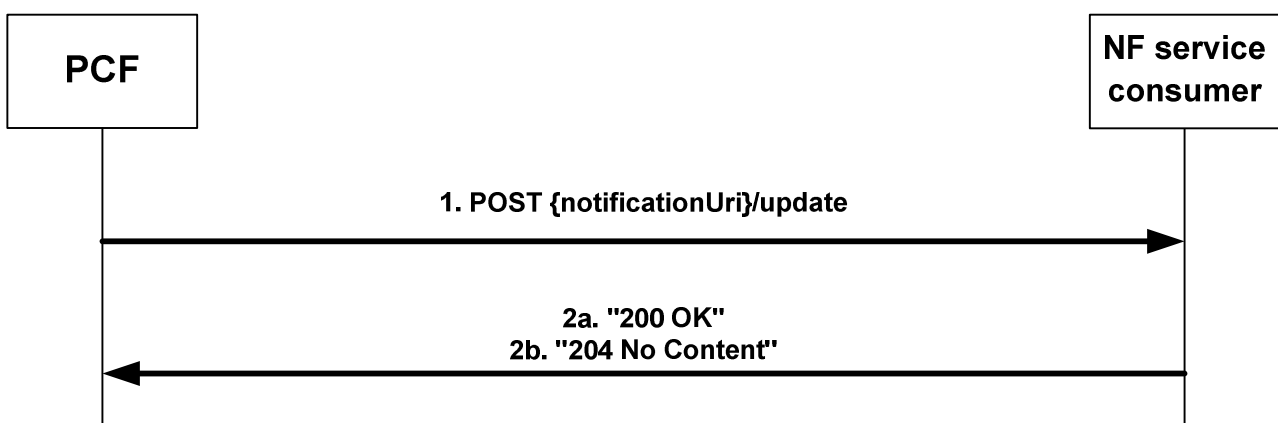 PCF
NF service
consumer
1. POST {notificationUri}/update
2a. "200 OK"
2b. "204 No Content"